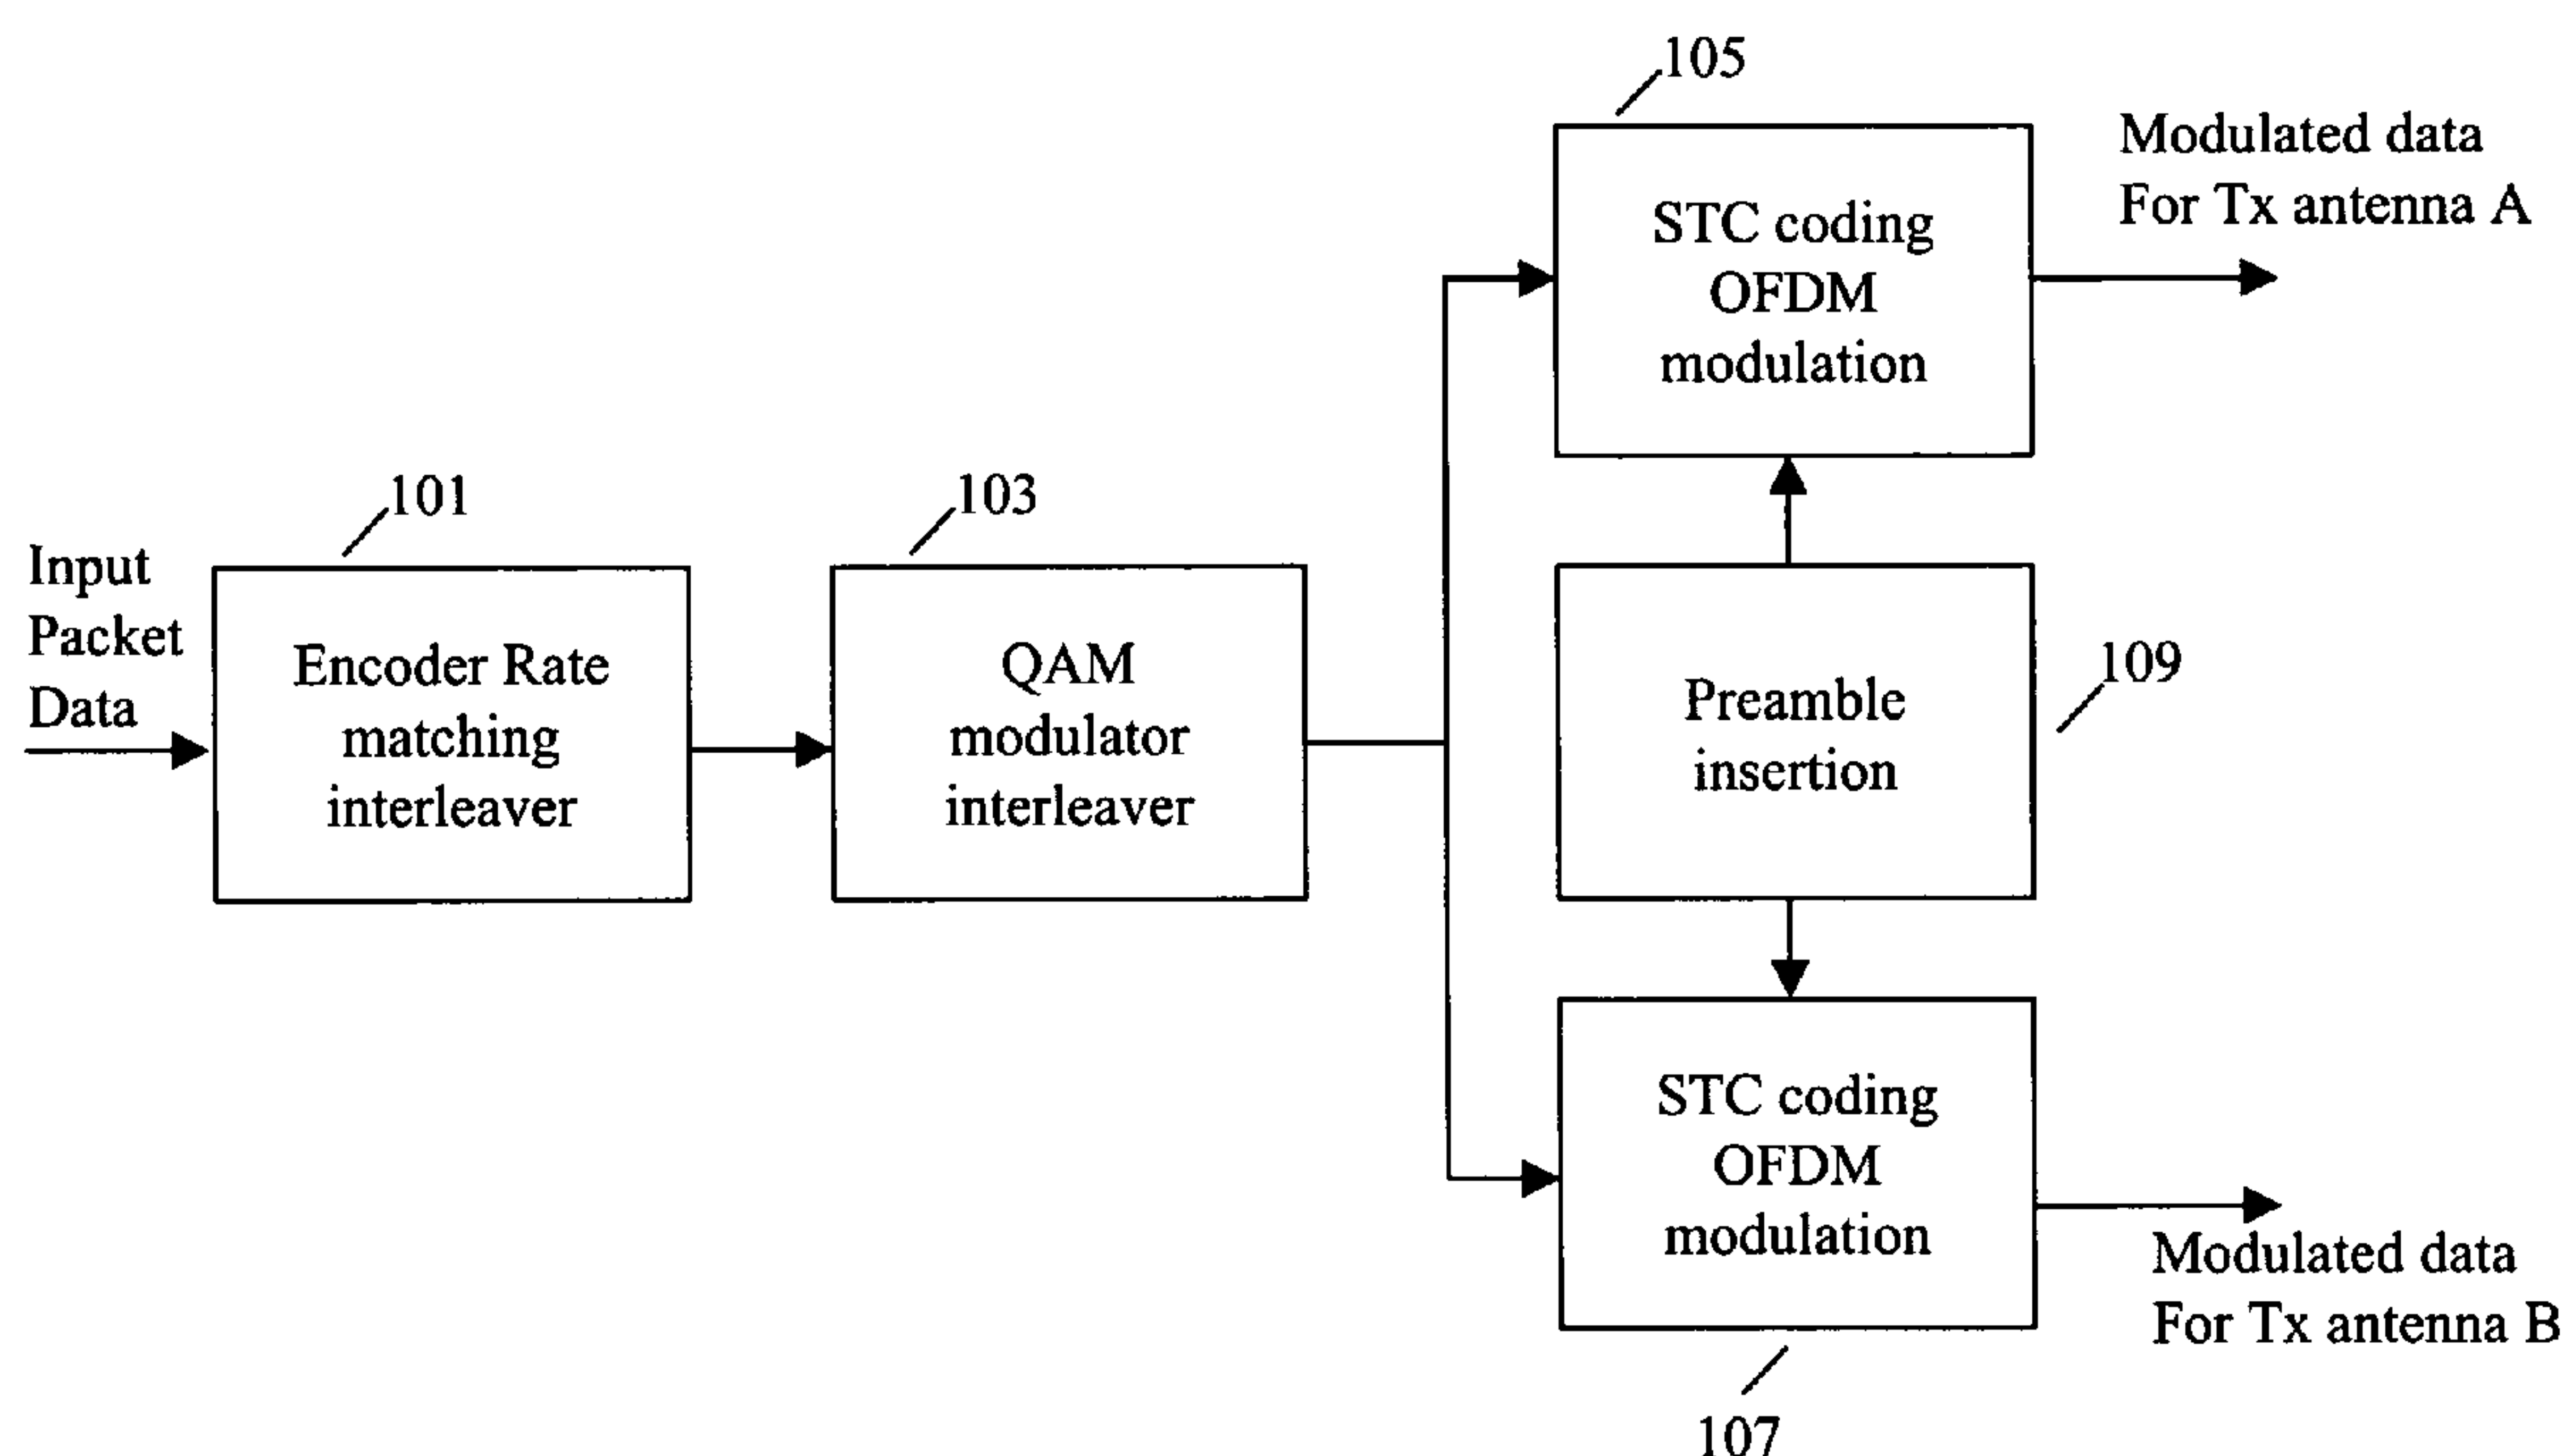 105
Modulated data
For Tx antenna A
STC coding
OFDM
modulation
101
103
Input
Packet
Data
Encoder Rate
matching
interleaver
QAM
modulator
interleaver
Preamble
insertion
109
STC coding
OFDM
modulation
Modulated data
For Tx antenna B
107